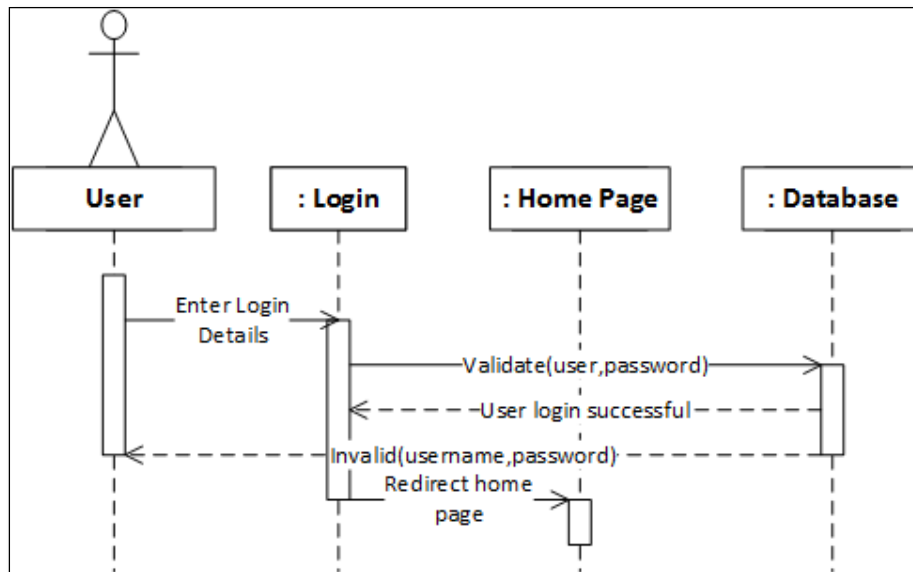 User
: Login
: Home Page
: Database
Enter Login
Details
Validate(user,password)
User login successful
Invalid(username,password)
Redirect home
page